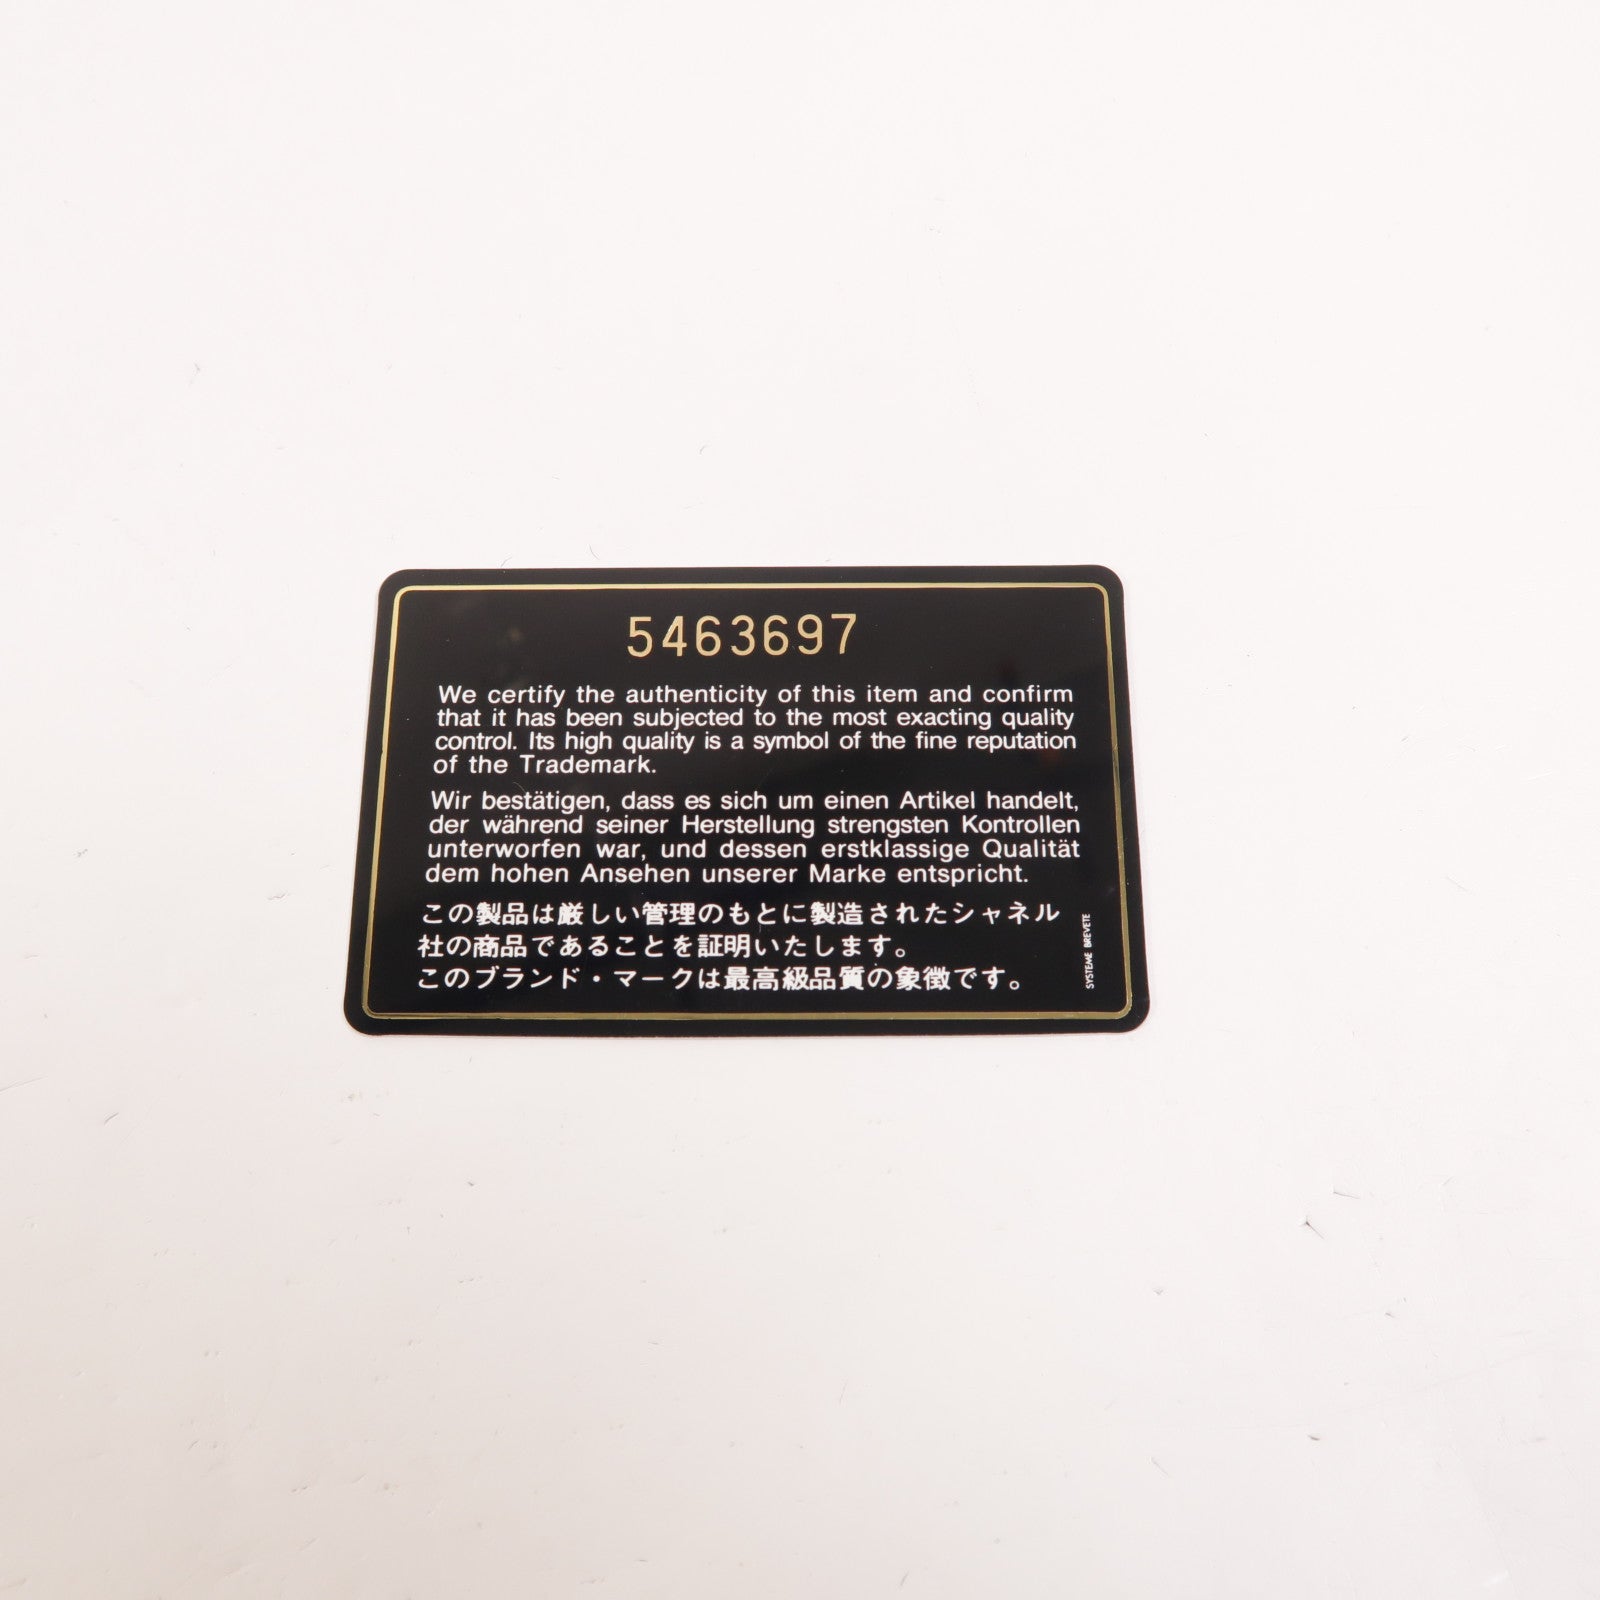 5463697
We certify the authenticity of this item and confirm
that it has been subjected to the most exacting quality
control. Its high quality is a symbol of the fine reputation
of the Trademark.
Wir bestätigen, dass es sich um einen Artikel handelt,
der während seiner Herstellung strengsten Kontrollen
unterworfen war, und dessen erstklassige Qualität
dem hohen Ansehen unserer Marke entspricht.
この製品は厳しい管理のもとに製造されたシャネル
社の商品であることを証明いたします。
このブランド・マークは最高級品質の象徴です。
SYSTEME BREVETE